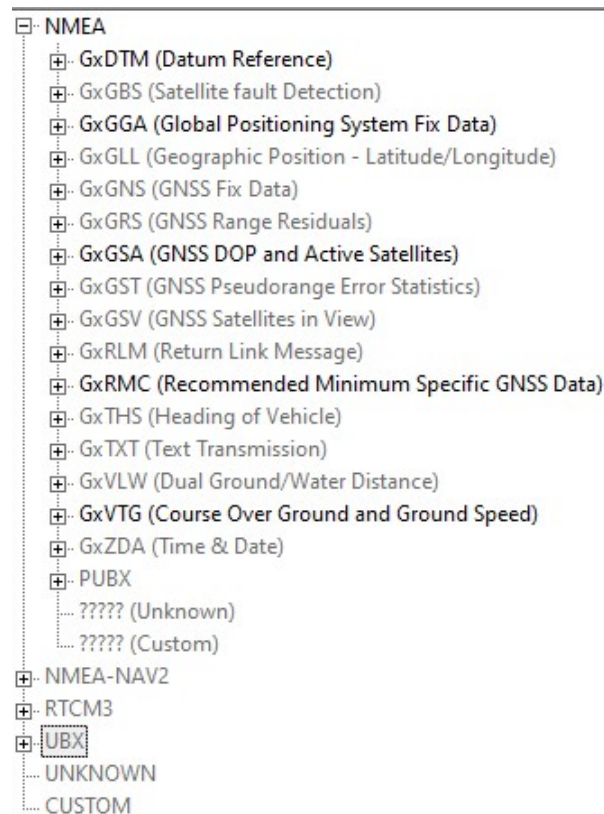 NMEA
GxDTM (Datum Reference)
GxGBS (Satellite fault Detection)
GxGGA (Global Positioning System Fix Data)
GxGLL (Geographic Position - Latitude/Longitude)
GxGNS (GNSS Fix Data)
GxGRS (GNSS Range Residuals)
GxGSA (GNSS DOP and Active Satellites)
GxGST (GNSS Pseudorange Error Statistics)
GxGSV (GNSS Satellites in View)
GxRLM (Return Link Message)
GxRMC (Recommended Minimum Specific GNSS Data)
GxTHS (Heading of Vehicle)
GxTXT (Text Transmission)
GxVLW (Dual Ground/Water Distance)
GxVTG (Course Over Ground and Ground Speed)
GxZDA (Time & Date)
PUBX
????? (Unknown)
????? (Custom)
NMEA-NAV2
RTCM3
UBX
UNKNOWN
CUSTOM